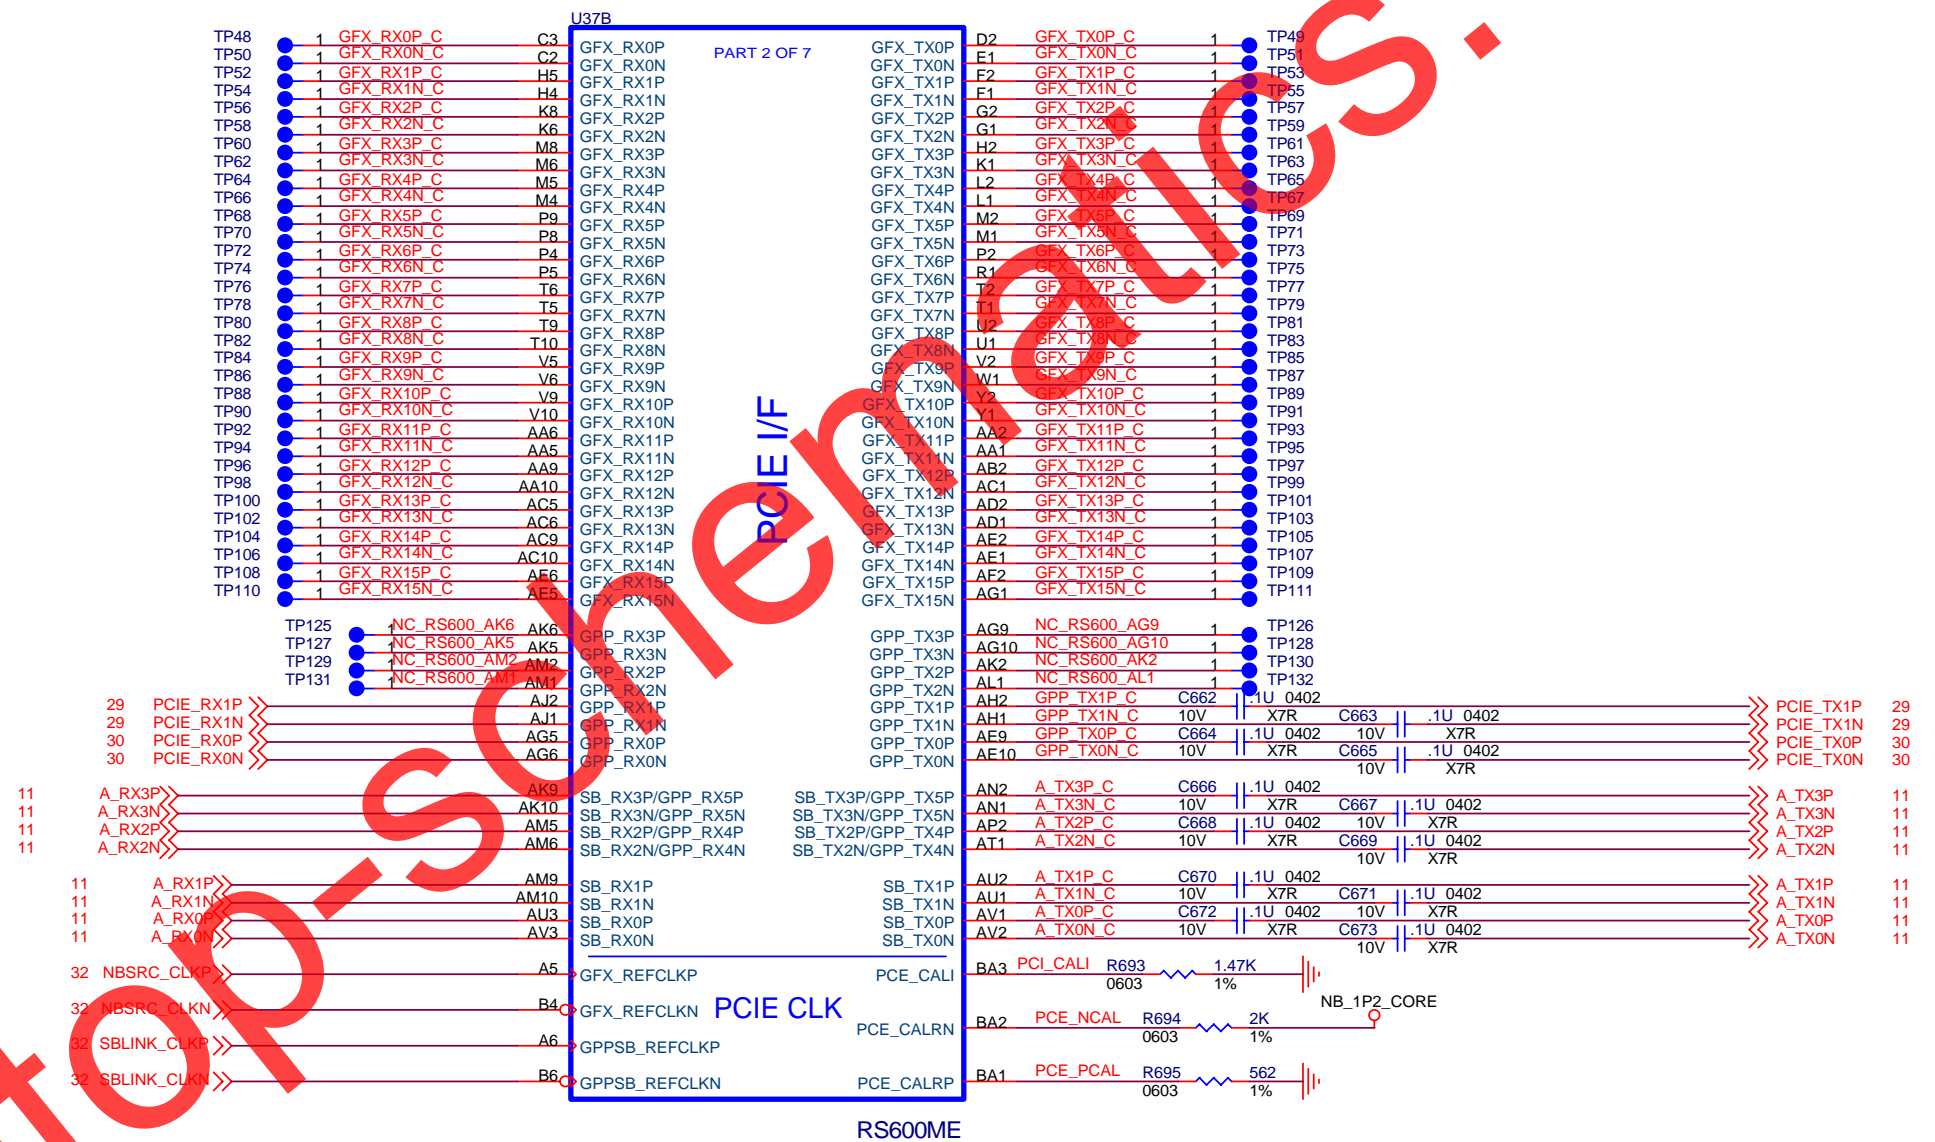 U37B
PART 2 OF 7
TP48 1 GFX_RX0P_C C3 GFX_RX0P GFX_TX0P D2 GFX_TX0P_C 1 TP49
TP50 1 GFX_RX0N_C C2 GFX_RX0N GFX_TX0N E1 GFX_TX0N_C 1 TP51
TP52 1 GFX_RX1P_C H5 GFX_RX1P GFX_TX1P F2 GFX_TX1P_C 1 TP53
TP54 1 GFX_RX1N_C H4 GFX_RX1N GFX_TX1N F1 GFX_TX1N_C 1 TP55
TP56 1 GFX_RX2P_C K8 GFX_RX2P GFX_TX2P G2 GFX_TX2P_C 1 TP57
TP58 1 GFX_RX2N_C K6 GFX_RX2N GFX_TX2N G1 GFX_TX2N_C 1 TP59
TP60 1 GFX_RX3P_C M8 GFX_RX3P GFX_TX3P H2 GFX_TX3P_C 1 TP61
TP62 1 GFX_RX3N_C M6 GFX_RX3N GFX_TX3N K1 GFX_TX3N_C 1 TP63
TP64 1 GFX_RX4P_C M5 GFX_RX4P GFX_TX4P L2 GFX_TX4P_C 1 TP65
TP66 1 GFX_RX4N_C M4 GFX_RX4N GFX_TX4N L1 GFX_TX4N_C 1 TP67
TP68 1 GFX_RX5P_C P9 GFX_RX5P GFX_TX5P M2 GFX_TX5P_C 1 TP69
TP70 1 GFX_RX5N_C P8 GFX_RX5N GFX_TX5N M1 GFX_TX5N_C 1 TP71
TP72 1 GFX_RX6P_C P4 GFX_RX6P GFX_TX6P P2 GFX_TX6P_C 1 TP73
TP74 1 GFX_RX6N_C P5 GFX_RX6N GFX_TX6N R1 GFX_TX6N_C 1 TP75
TP76 1 GFX_RX7P_C T6 GFX_RX7P GFX_TX7P T2 GFX_TX7P_C 1 TP77
TP78 1 GFX_RX7N_C T5 GFX_RX7N GFX_TX7N T1 GFX_TX7N_C 1 TP79
TP80 1 GFX_RX8P_C T9 GFX_RX8P GFX_TX8P U2 GFX_TX8P_C 1 TP81
TP82 1 GFX_RX8N_C T10 GFX_RX8N GFX_TX8N U1 GFX_TX8N_C 1 TP83
TP84 1 GFX_RX9P_C V5 GFX_RX9P GFX_TX9P V2 GFX_TX9P_C 1 TP85
TP86 1 GFX_RX9N_C V6 GFX_RX9N GFX_TX9N W1 GFX_TX9N_C 1 TP87
TP88 1 GFX_RX10P_C V9 GFX_RX10P GFX_TX10P Y2 GFX_TX10P_C 1 TP89
TP90 1 GFX_RX10N_C V10 GFX_RX10N GFX_TX10N Y1 GFX_TX10N_C 1 TP91
TP92 1 GFX_RX11P_C AA6 GFX_RX11P GFX_TX11P AA2 GFX_TX11P_C 1 TP93
TP94 1 GFX_RX11N_C AA5 GFX_RX11N GFX_TX11N AA1 GFX_TX11N_C 1 TP95
TP96 1 GFX_RX12P_C AA9 GFX_RX12P GFX_TX12P AB2 GFX_TX12P_C 1 TP97
TP98 1 GFX_RX12N_C AA10 GFX_RX12N GFX_TX12N AC1 GFX_TX12N_C 1 TP99
TP100 1 GFX_RX13P_C AC5 GFX_RX13P GFX_TX13P AD2 GFX_TX13P_C 1 TP101
TP102 1 GFX_RX13N_C AC6 GFX_RX13N GFX_TX13N AD1 GFX_TX13N_C 1 TP103
TP104 1 GFX_RX14P_C AC9 GFX_RX14P GFX_TX14P AE2 GFX_TX14P_C 1 TP105
TP106 1 GFX_RX14N_C AC10 GFX_RX14N GFX_TX14N AE1 GFX_TX14N_C 1 TP107
TP108 1 GFX_RX15P_C AE6 GFX_RX15P GFX_TX15P AF2 GFX_TX15P_C 1 TP109
TP110 1 GFX_RX15N_C AE5 GFX_RX15N GFX_TX15N AG1 GFX_TX15N_C 1 TP111
PCIE I/F
TP125 1 NC_RS600_AK6 AK6 GPP_RX3P GPP_TX3P AG9 NC_RS600_AG9 1 TP126
TP127 1 NC_RS600_AK5 AK5 GPP_RX3N GPP_TX3N AG10 NC_RS600_AG10 1 TP128
TP129 1 NC_RS600_AM2 AM2 GPP_RX2P GPP_TX2P AK2 NC_RS600_AK2 1 TP130
TP131 1 NC_RS600_AM1 AM1 GPP_RX2N GPP_TX2N AL1 NC_RS600_AL1 1 TP132
29 PCIE_RX1P AJ2 GPP_RX1P GPP_TX1P AH2 GPP_TX1P_C C662 .1U 0402 10V X7R PCIE_TX1P 29
29 PCIE_RX1N AJ1 GPP_RX1N GPP_TX1N AH1 GPP_TX1N_C C663 .1U 0402 10V X7R PCIE_TX1N 29
30 PCIE_RX0P AG5 GPP_RX0P GPP_TX0P AE9 GPP_TX0P_C C664 .1U 0402 10V X7R PCIE_TX0P 30
30 PCIE_RX0N AG6 GPP_RX0N GPP_TX0N AE10 GPP_TX0N_C C665 .1U 0402 10V X7R PCIE_TX0N 30
11 A_RX3P AK9 SB_RX3P/GPP_RX5P SB_TX3P/GPP_TX5P AN2 A_TX3P_C C666 .1U 0402 10V X7R A_TX3P 11
11 A_RX3N AK10 SB_RX3N/GPP_RX5N SB_TX3N/GPP_TX5N AN1 A_TX3N_C C667 .1U 0402 10V X7R A_TX3N 11
11 A_RX2P AM5 SB_RX2P/GPP_RX4P SB_TX2P/GPP_TX4P AP2 A_TX2P_C C668 .1U 0402 10V X7R A_TX2P 11
11 A_RX2N AM6 SB_RX2N/GPP_RX4N SB_TX2N/GPP_TX4N AT1 A_TX2N_C C669 .1U 0402 10V X7R A_TX2N 11
11 A_RX1P AM9 SB_RX1P SB_TX1P AU2 A_TX1P_C C670 .1U 0402 10V X7R A_TX1P 11
11 A_RX1N AM10 SB_RX1N SB_TX1N AU1 A_TX1N_C C671 .1U 0402 10V X7R A_TX1N 11
11 A_RX0P AU3 SB_RX0P SB_TX0P AV1 A_TX0P_C C672 .1U 0402 10V X7R A_TX0P 11
11 A_RX0N AV3 SB_RX0N SB_TX0N AV2 A_TX0N_C C673 .1U 0402 10V X7R A_TX0N 11
32 NBSRC_CLKP A5 GFX_REFCLKP PCE_CALI BA3 PCI_CALI R693 1.47K 0603 1%
NB_1P2_CORE
32 NBSRC_CLKN B4 GFX_REFCLKN PCIE CLK PCE_CALRN BA2 PCE_NCAL R694 2K 0603 1%
32 SBLINK_CLKP A6 GPPSB_REFCLKP
32 SBLINK_CLKN B6 GPPSB_REFCLKN PCE_CALRP BA1 PCE_PCAL R695 562 0603 1%
RS600ME
top-schematics.